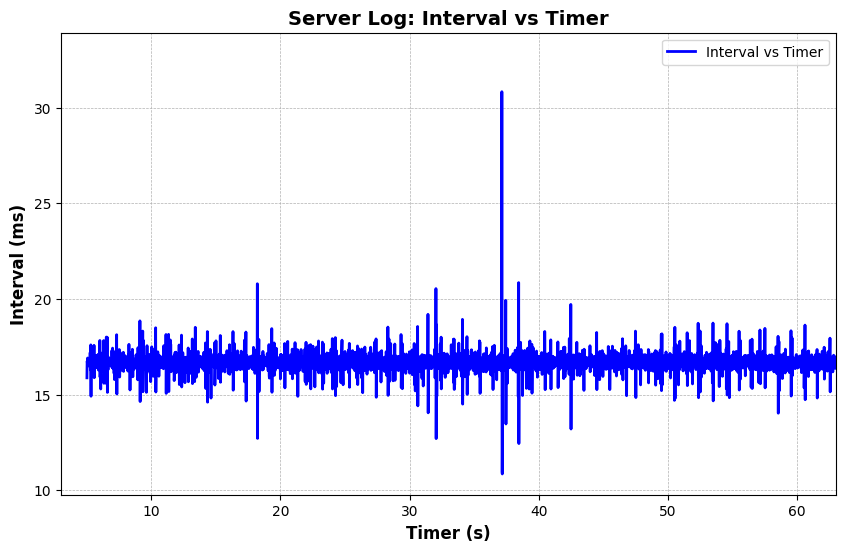 Server Log: Interval vs Timer
Interval vs Timer
Interval (ms)
30
25
20
15
10
10 20 30 40 50 60
Timer (s)